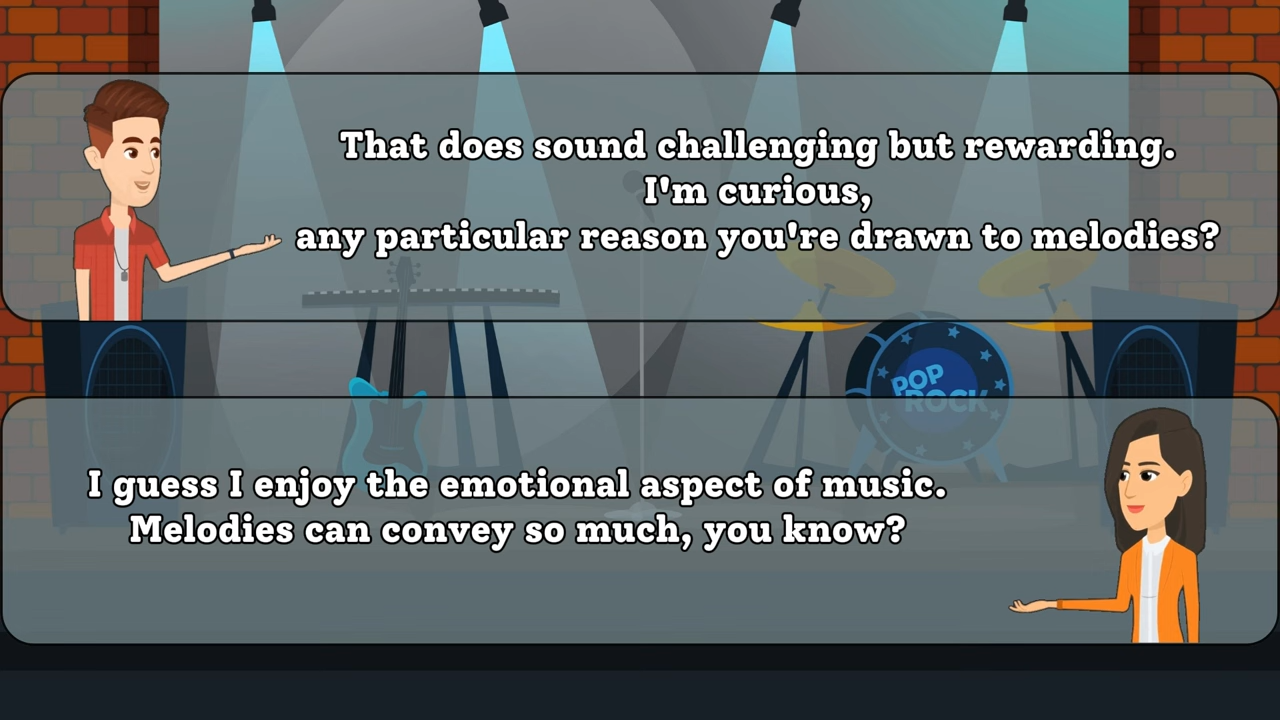 That does sound challenging but rewarding.
I'm curious,
any particular reason you're drawn to melodies?
POP
ROCK
I guess I enjoy the emotional aspect of music.
Melodies can convey so much, you know?